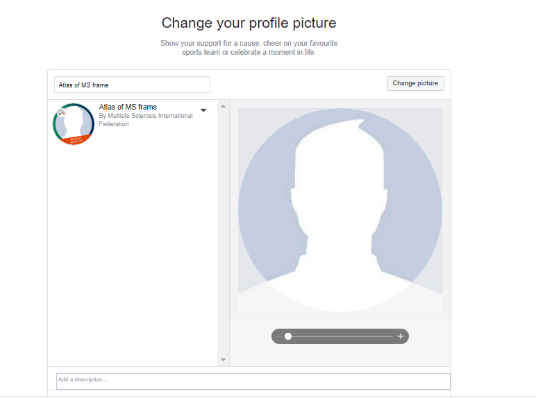 Change your profile picture
Show your support for a cause, cheer on your favourite
sports team or celebrate a moment in life.
Atlas of MS frame
Change picture
Atlas of MS frame
By Multiple Sclerosis International
Federation
Add a description...